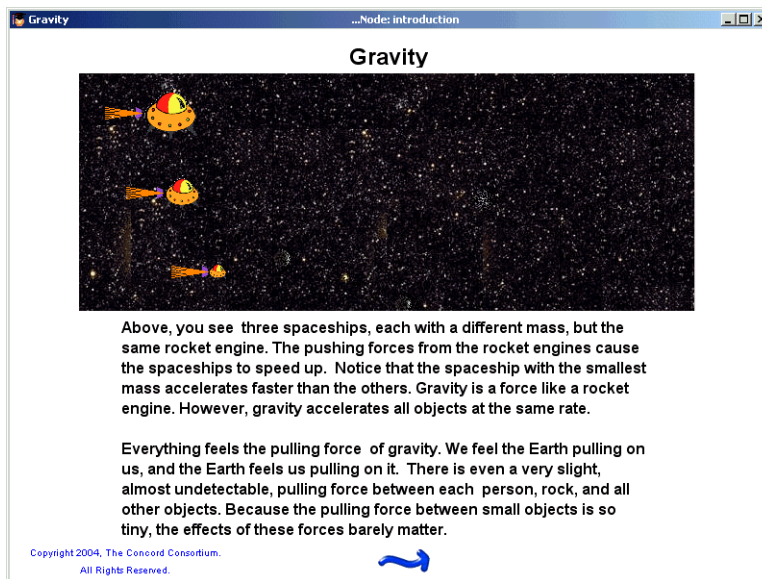 Gravity
...Node: introduction
Gravity
Above, you see three spaceships, each with a different mass, but the
same rocket engine. The pushing forces from the rocket engines cause
the spaceships to speed up. Notice that the spaceship with the smallest
mass accelerates faster than the others. Gravity is a force like a rocket
engine. However, gravity accelerates all objects at the same rate.
Everything feels the pulling force of gravity. We feel the Earth pulling on
us, and the Earth feels us pulling on it. There is even a very slight,
almost undetectable, pulling force between each person, rock, and all
other objects. Because the pulling force between small objects is so
tiny, the effects of these forces barely matter.
Copyright 2004, The Concord Consortium.
All Rights Reserved.